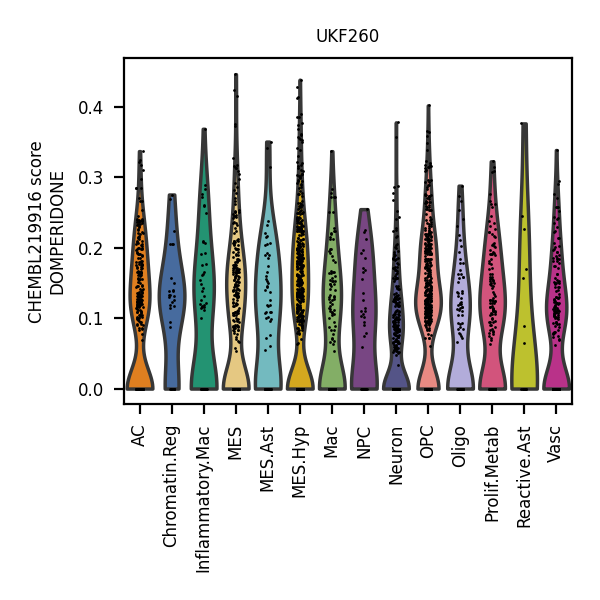 UKF260
CHEMBL219916 score
DOMPERIDONE
0.4
0.3
0.2
0.1
0.0
AC
Chromatin.Reg
Inflammatory.Mac
MES
MES.Ast
MES.Hyp
Mac
NPC
Neuron
OPC
Oligo
Prolif.Metab
Reactive.Ast
Vasc